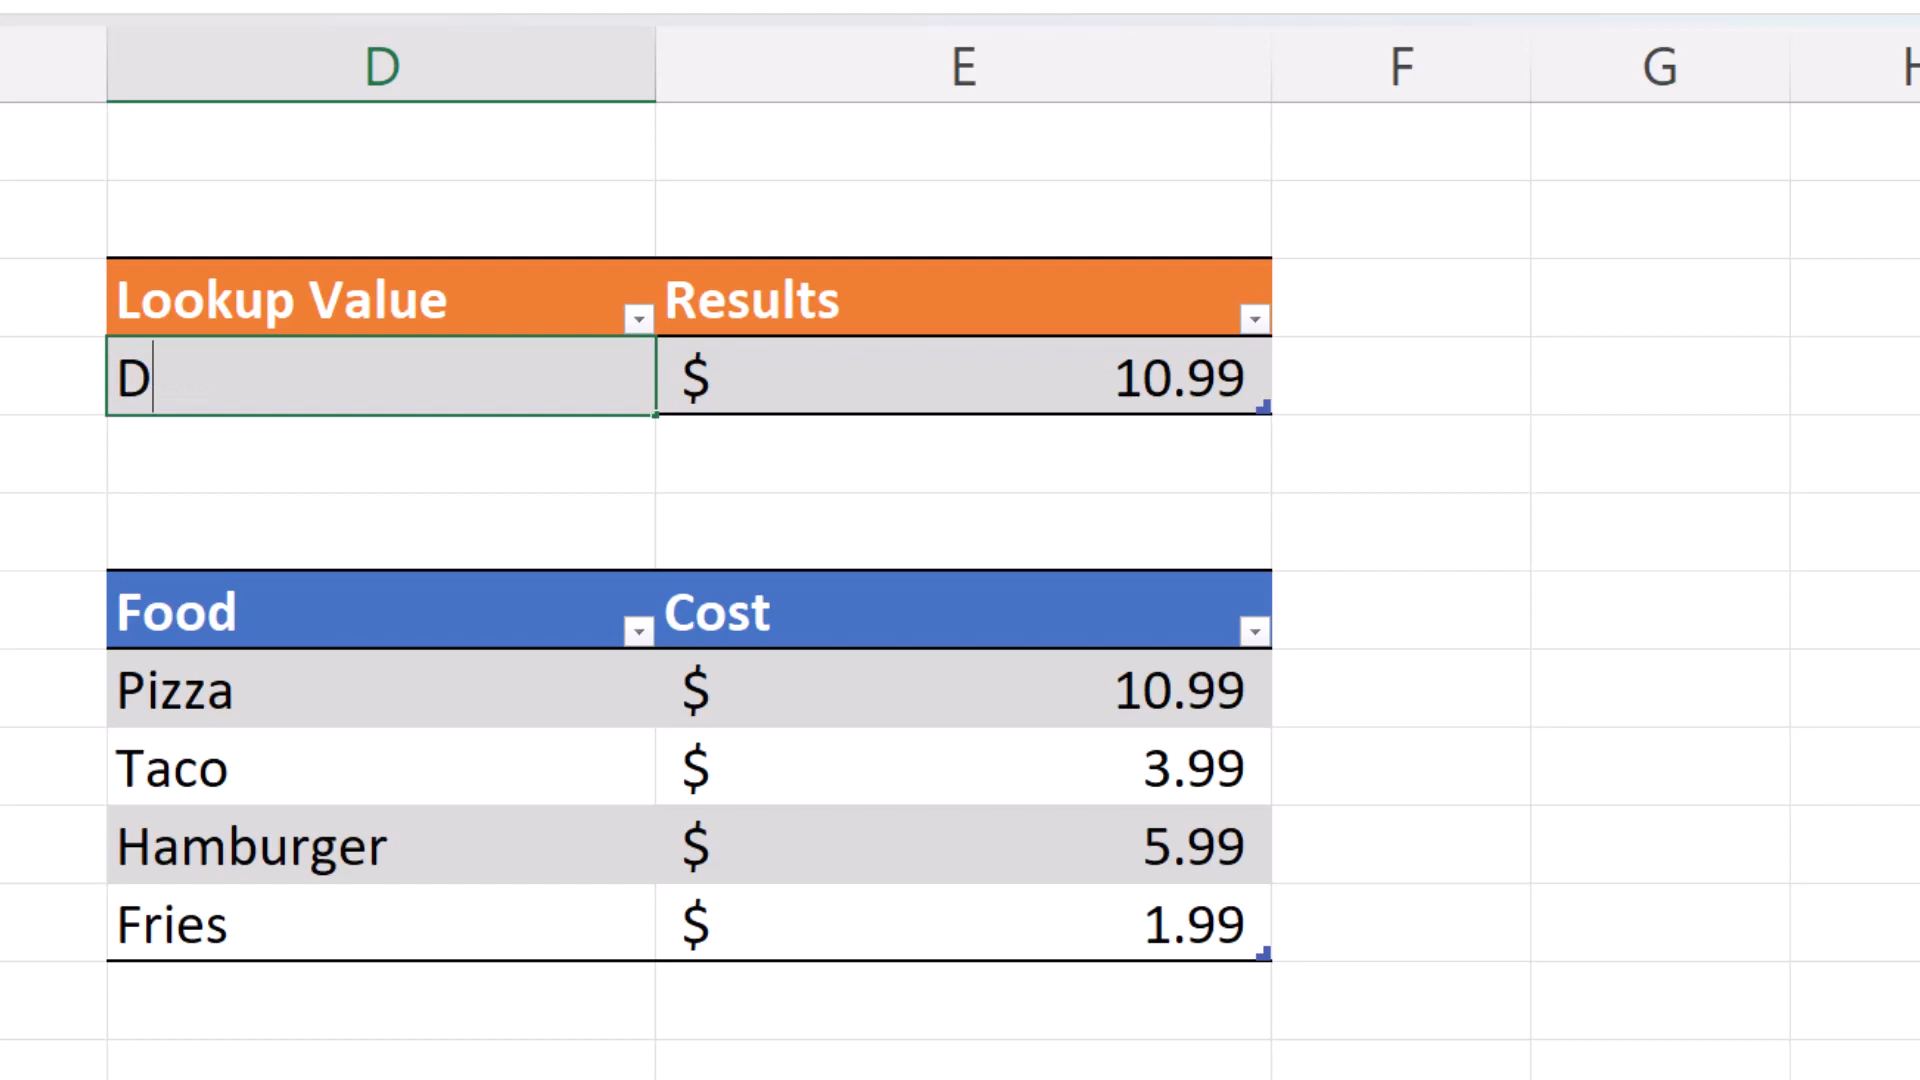 D E F G H
Lookup Value Results
D $ 10.99
Food Cost
Pizza $ 10.99
Taco $ 3.99
Hamburger $ 5.99
Fries $ 1.99